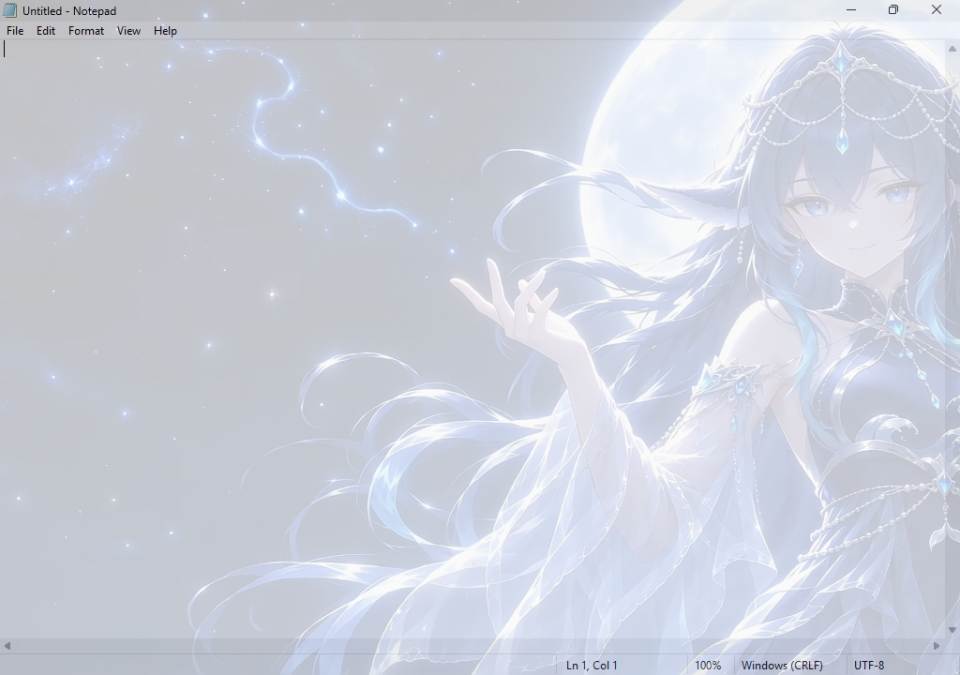 Untitled - Notepad
File Edit Format View Help
Ln 1, Col 1 100% Windows (CRLF) UTF-8